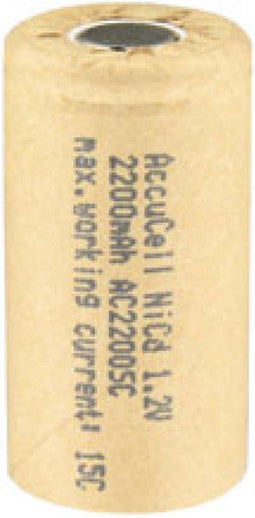 AccuCell NiCd 1.2V
2200mAh AC2200SC
max.working current: 15C